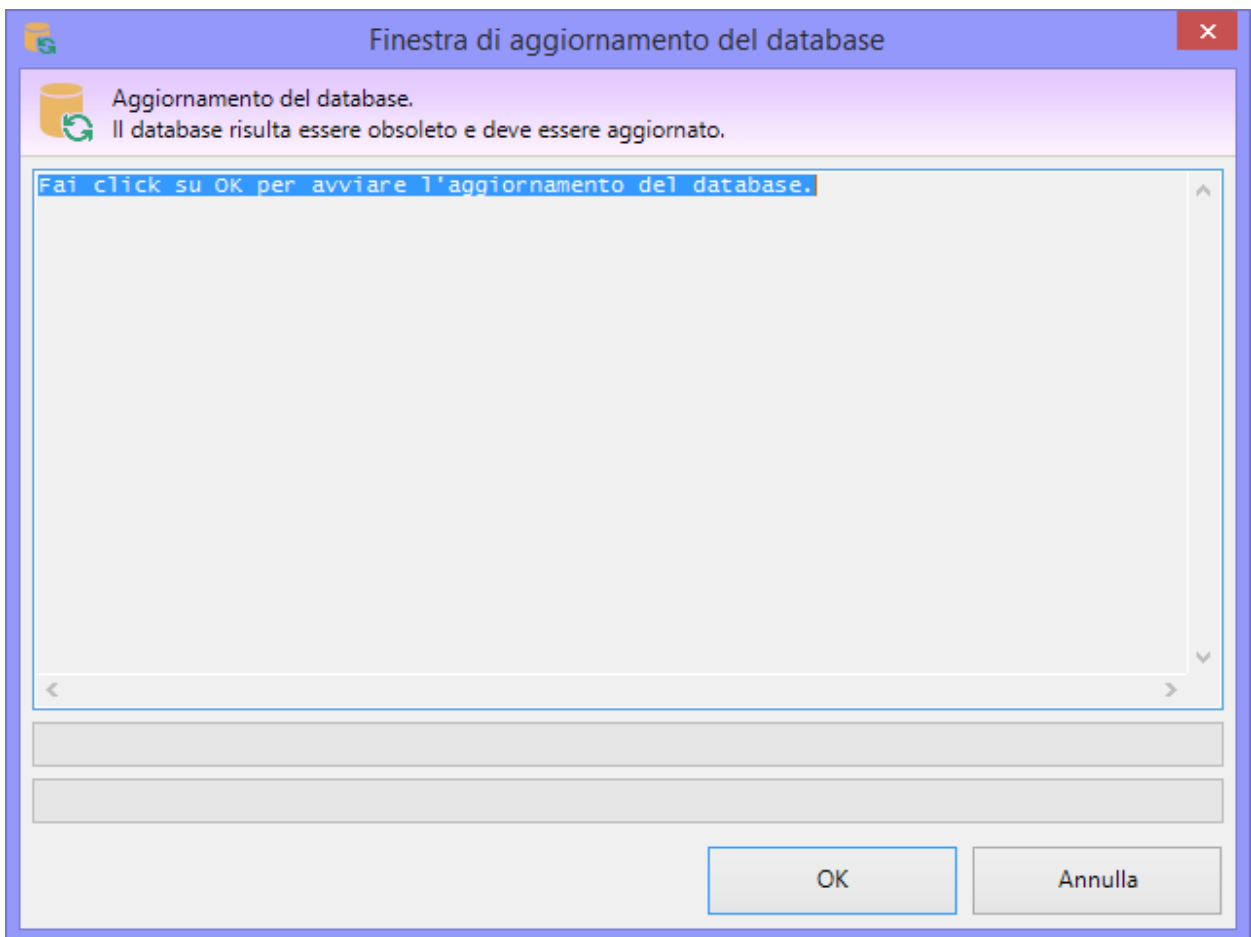 Finestra di aggiornamento del database
Aggiornamento del database.
Il database risulta essere obsoleto e deve essere aggiornato.
Fai click su OK per avviare l'aggiornamento del database.
OK
Annulla